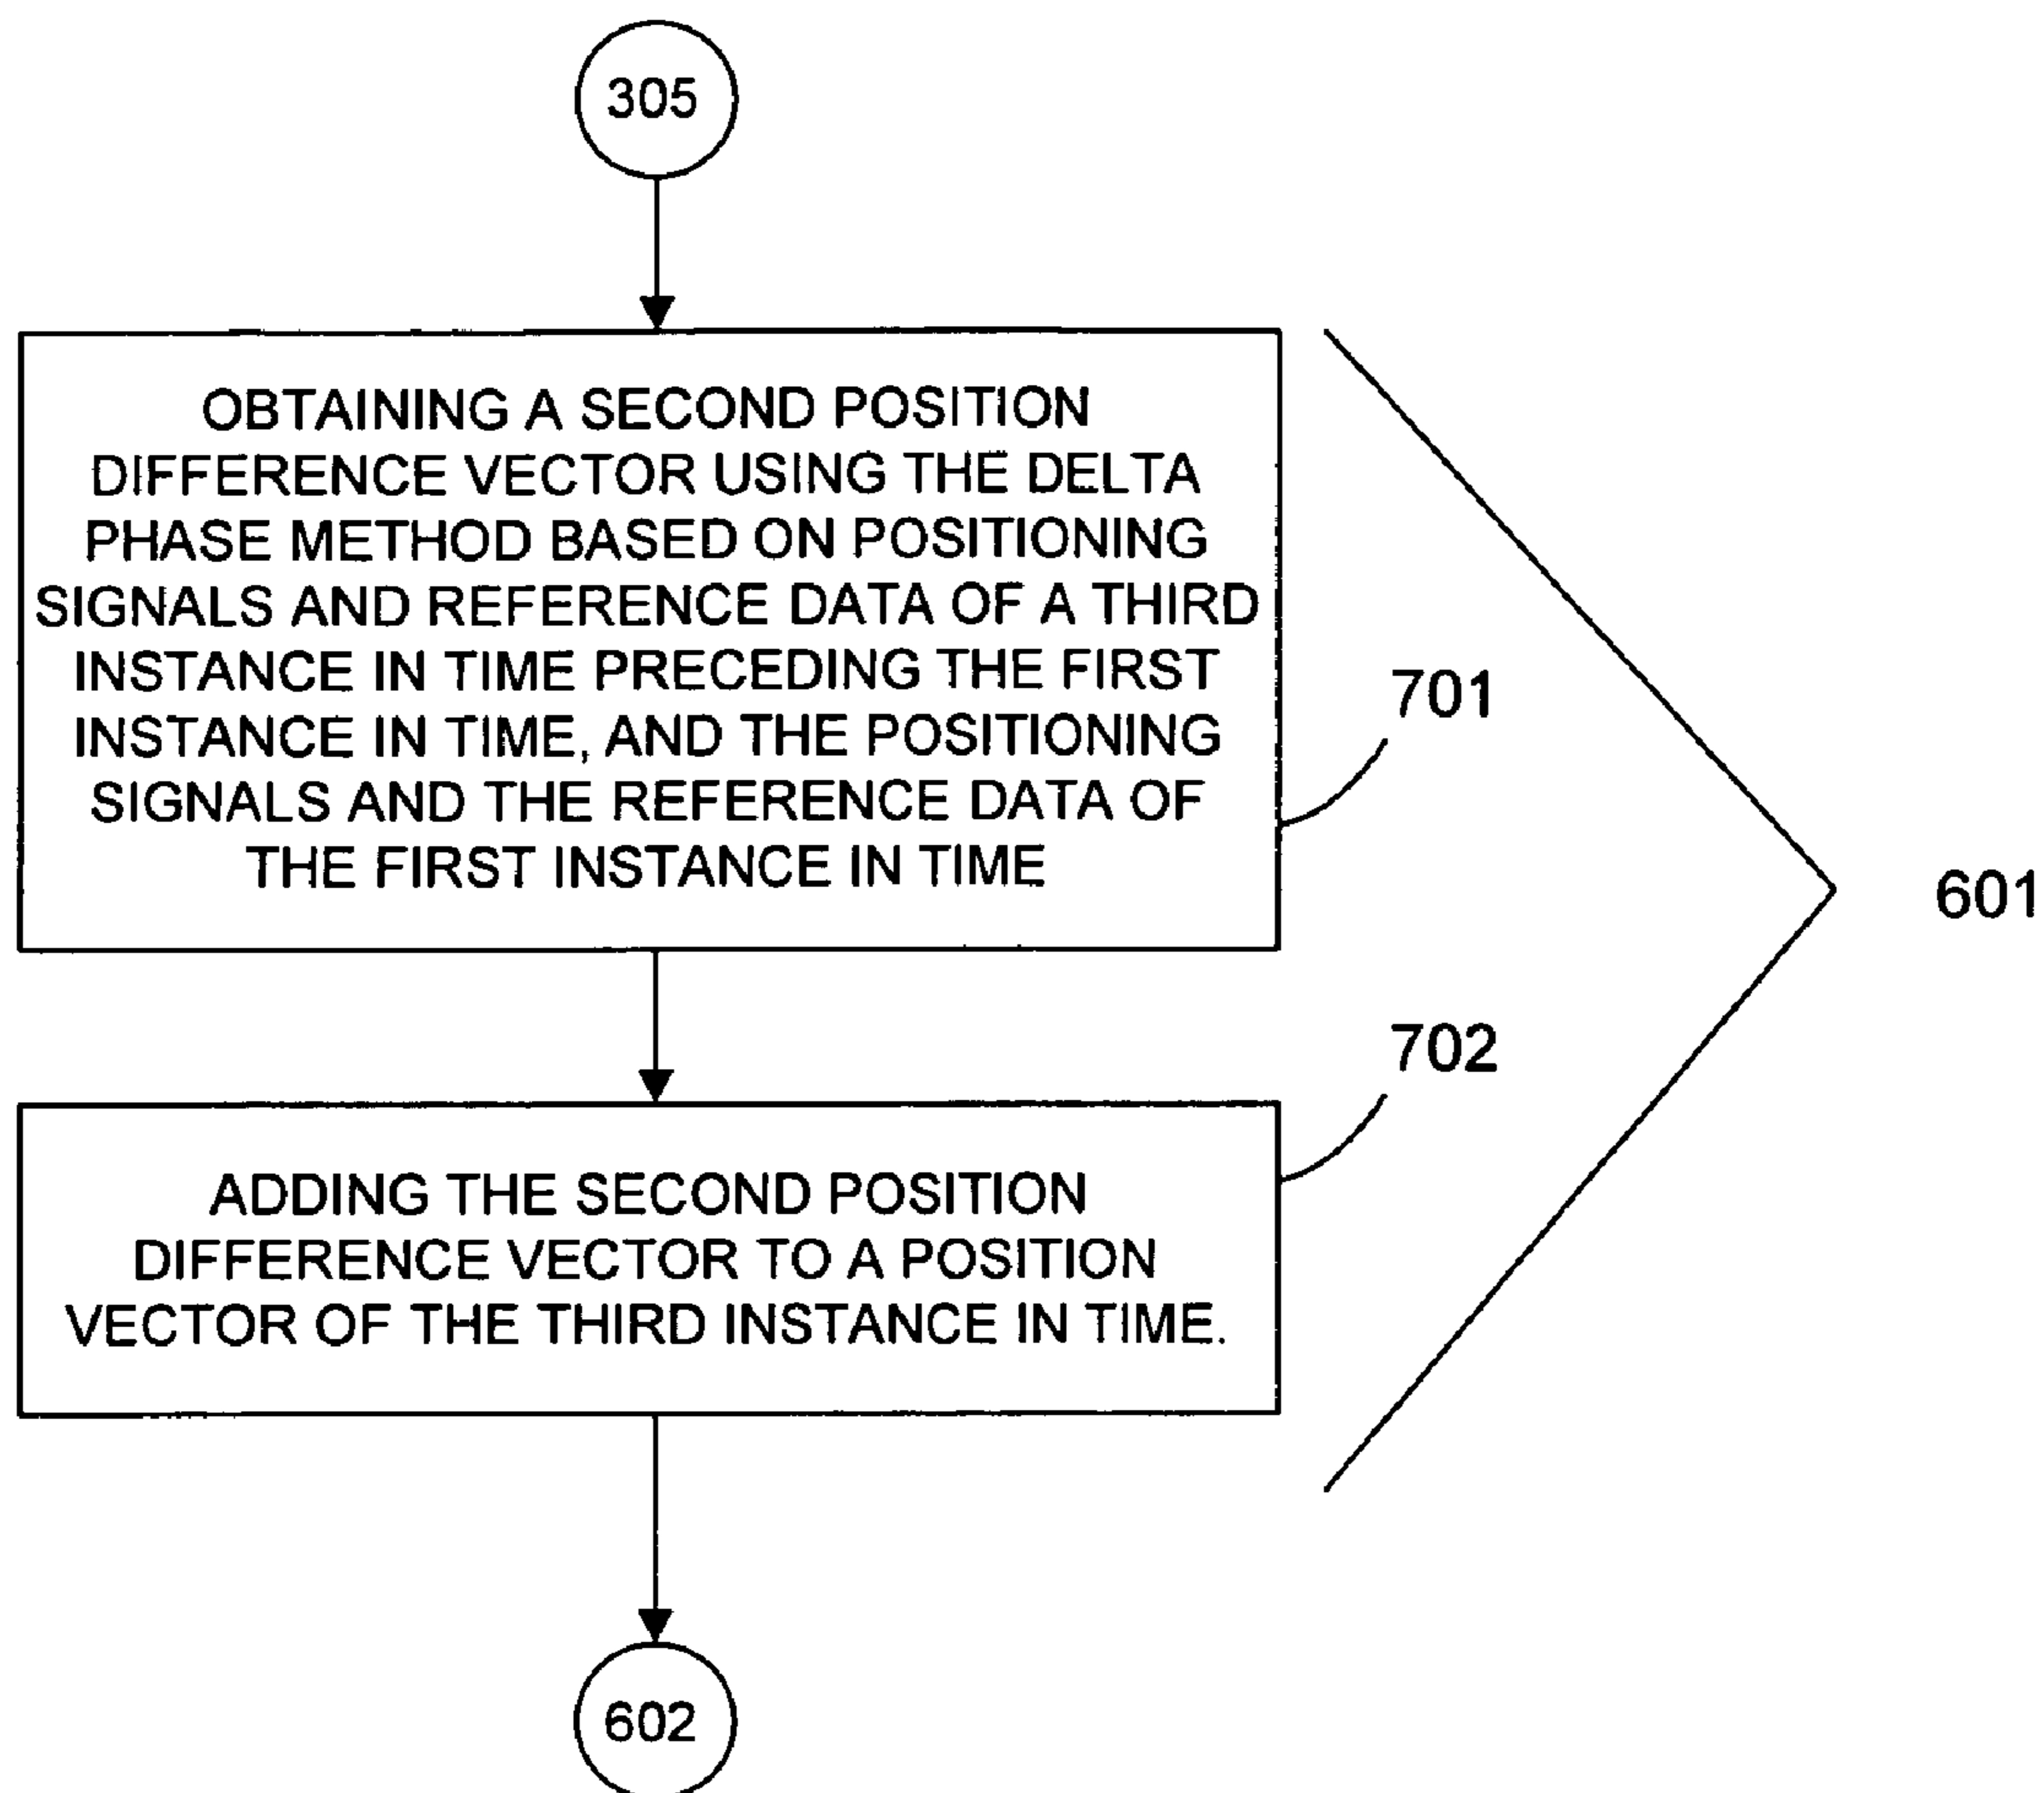 305
OBTAINING A SECOND POSITION
DIFFERENCE VECTOR USING THE DELTA
PHASE METHOD BASED ON POSITIONING
SIGNALS AND REFERENCE DATA OF A THIRD
INSTANCE IN TIME PRECEDING THE FIRST
INSTANCE IN TIME, AND THE POSITIONING
SIGNALS AND THE REFERENCE DATA OF
THE FIRST INSTANCE IN TIME
701
601
702
ADDING THE SECOND POSITION
DIFFERENCE VECTOR TO A POSITION
VECTOR OF THE THIRD INSTANCE IN TIME.
602